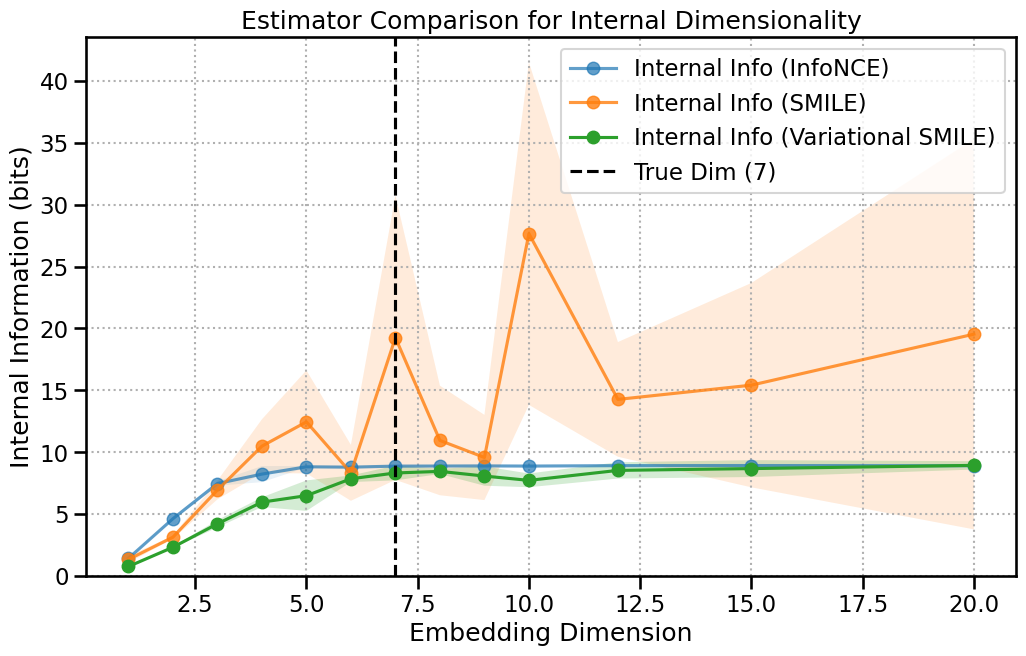 Estimator Comparison for Internal Dimensionality
Internal Information (bits)
40
35
30
25
20
15
10
5
0
Internal Info (InfoNCE)
Internal Info (SMILE)
Internal Info (Variational SMILE)
True Dim (7)
2.5 5.0 7.5 10.0 12.5 15.0 17.5 20.0
Embedding Dimension